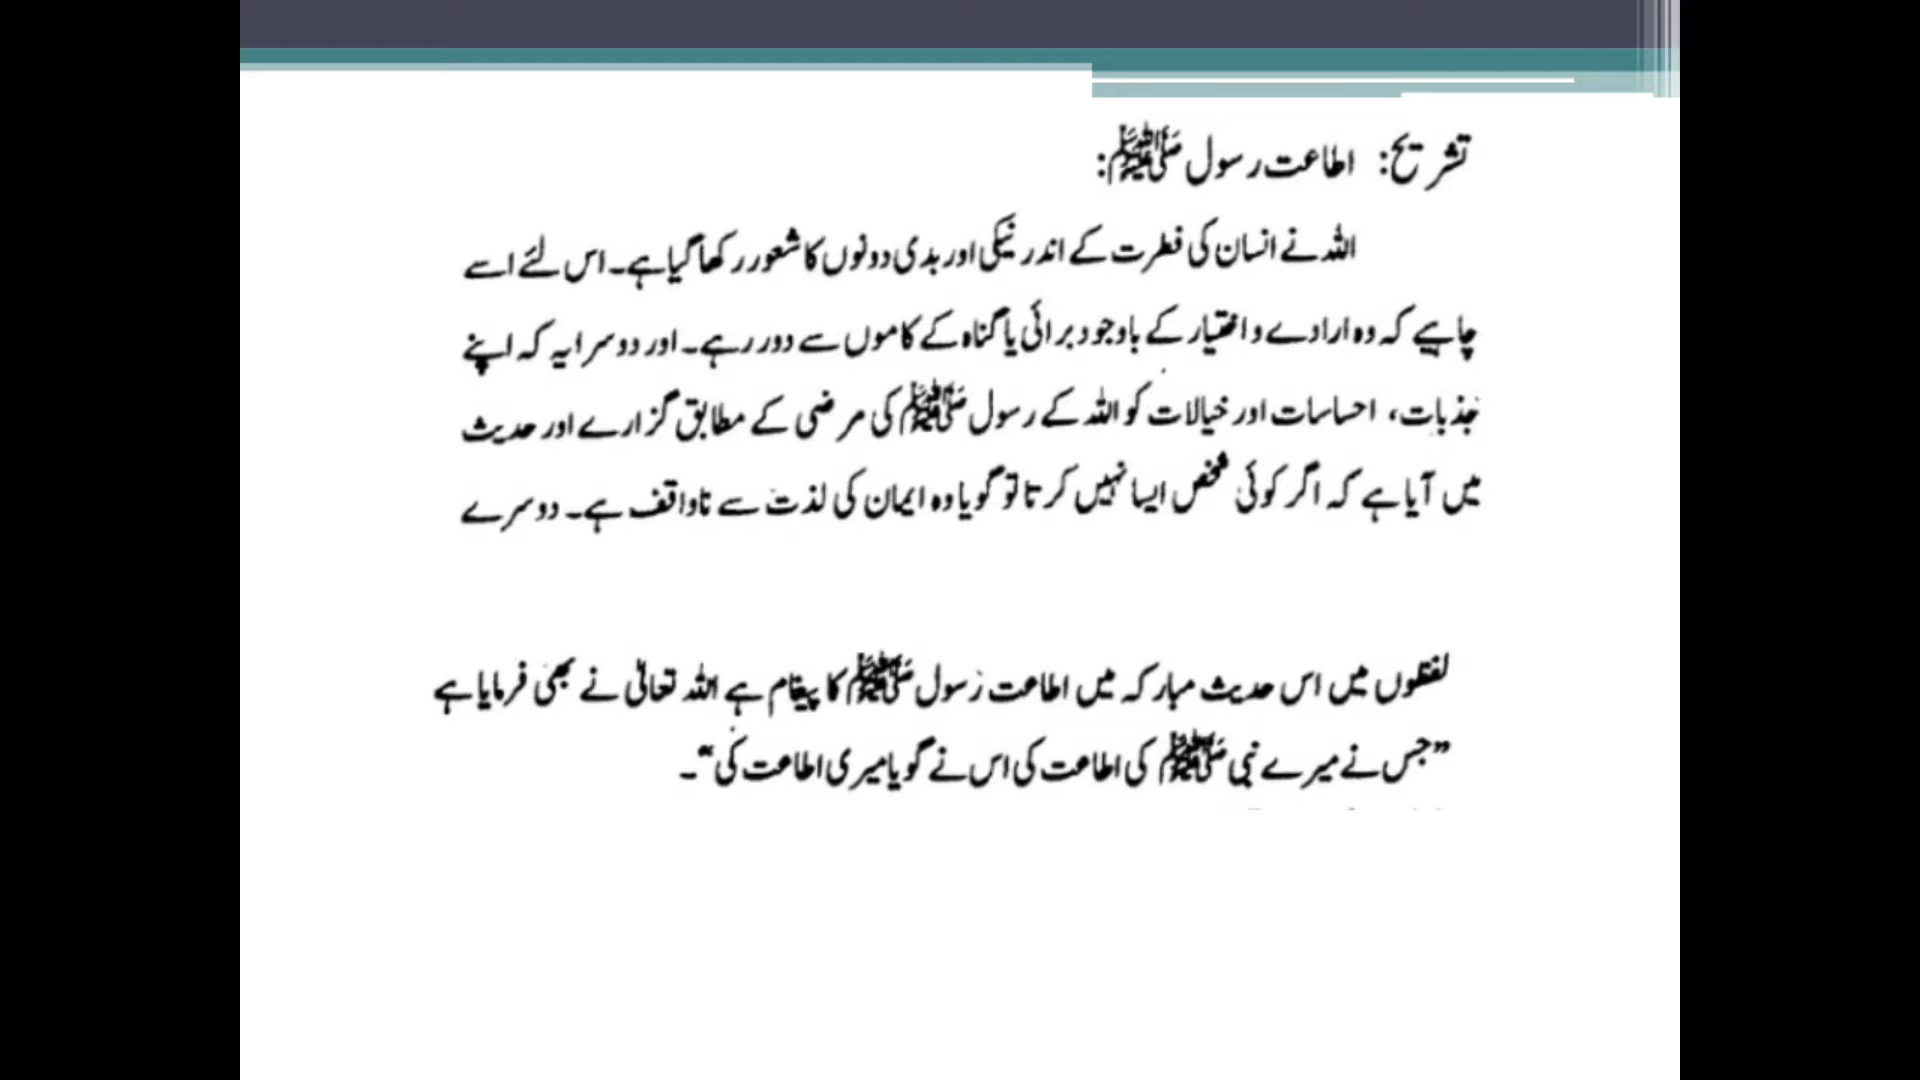 تشریح: اطاعت رسول ﷺ:
اللہ نے انسان کی فطرت کے اندر نیکی اور بدی دونوں کا شعور رکھا گیا ہے۔ اس لئے اسے
چاہیے کہ وہ ارادے و اختیار کے باوجود برائی یا گناہ کے کاموں سے دور رہے۔ اور دوسرا یہ کہ اپنے
جذبات، احساسات اور خیالات کو اللہ کے رسول ﷺ کی مرضی کے مطابق گزارے اور حدیث
میں آیا ہے کہ اگر کوئی شخص ایسا نہیں کرتا تو گویا وہ ایمان کی لذت سے ناواقف ہے۔ دوسرے
لفظوں میں اس حدیث مبارکہ میں اطاعت رسول ﷺ کا پیغام ہے اللہ تعالیٰ نے بھی فرمایا ہے
”جس نے میرے نبی ﷺ کی اطاعت کی اس نے گویا میری اطاعت کی“۔